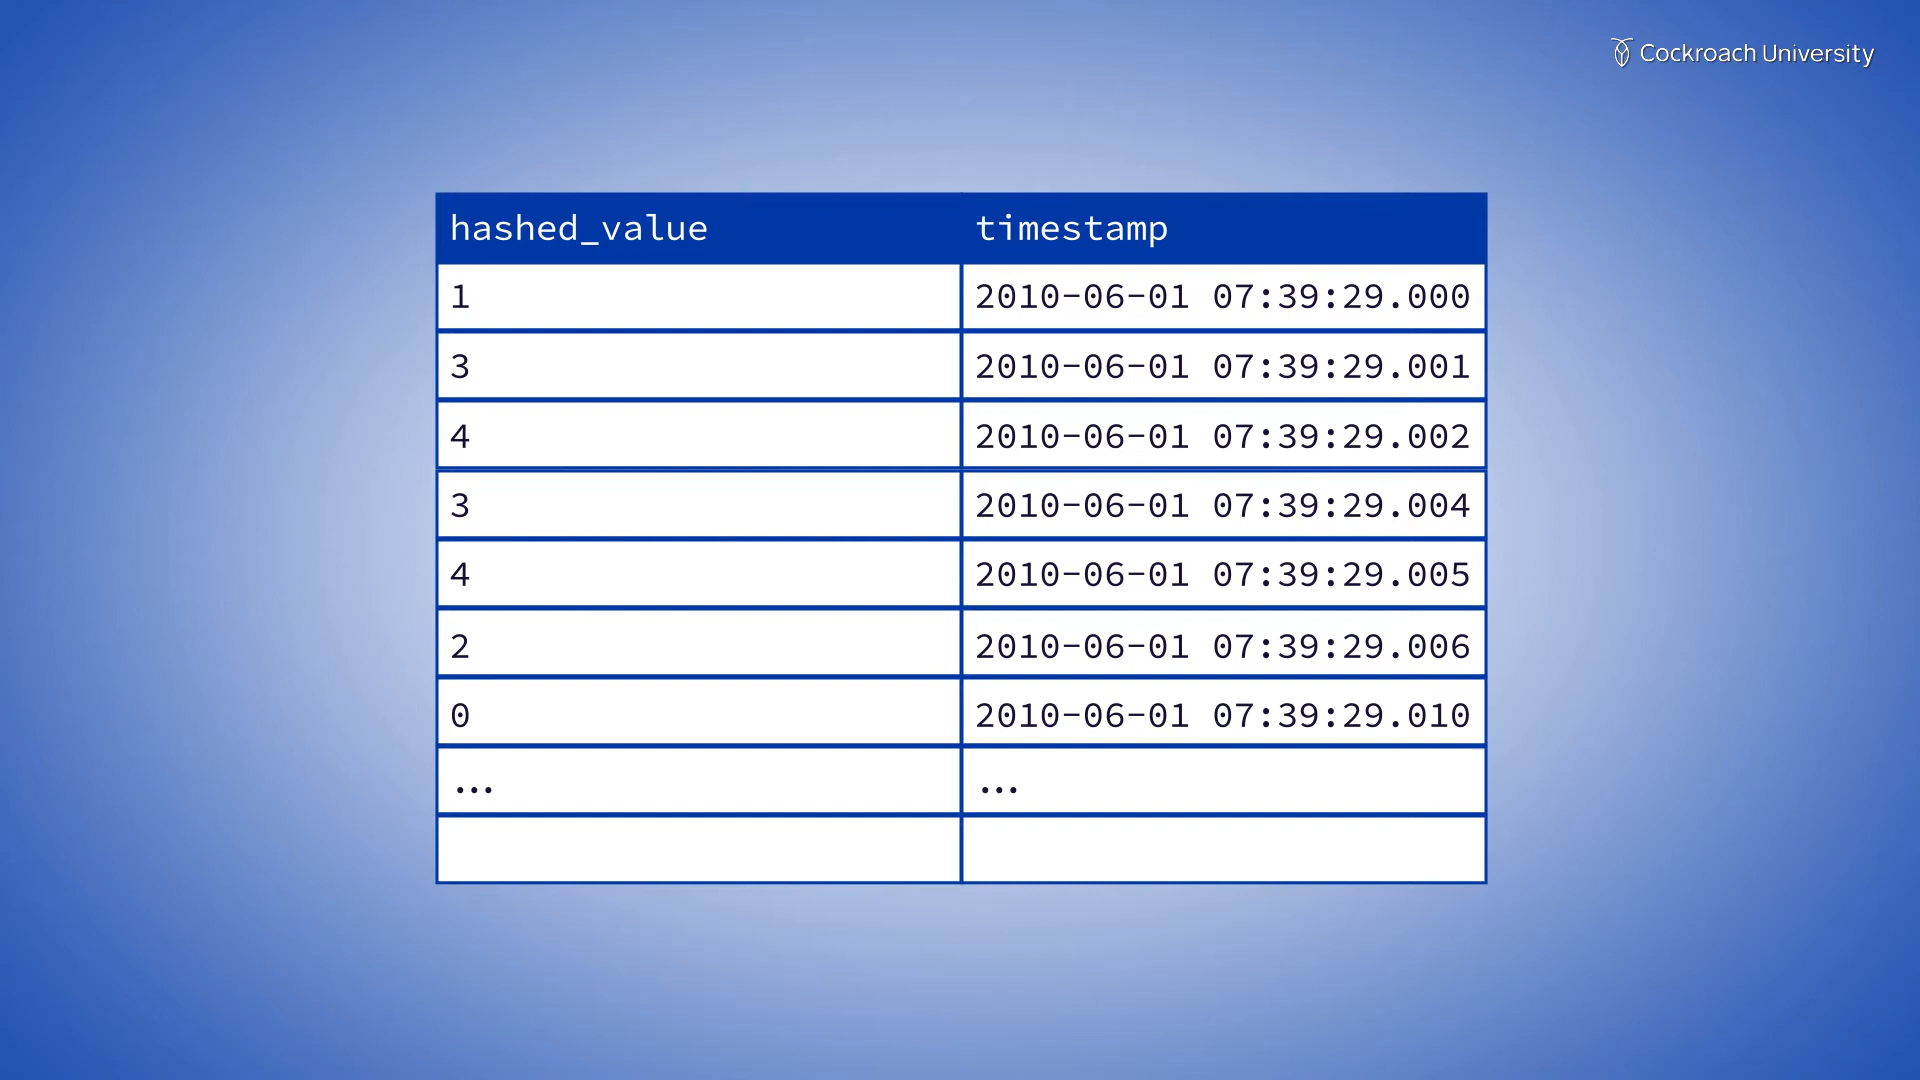 Cockroach University
hashed_value timestamp
1 2010-06-01 07:39:29.000
3 2010-06-01 07:39:29.001
4 2010-06-01 07:39:29.002
3 2010-06-01 07:39:29.004
4 2010-06-01 07:39:29.005
2 2010-06-01 07:39:29.006
0 2010-06-01 07:39:29.010
... ...